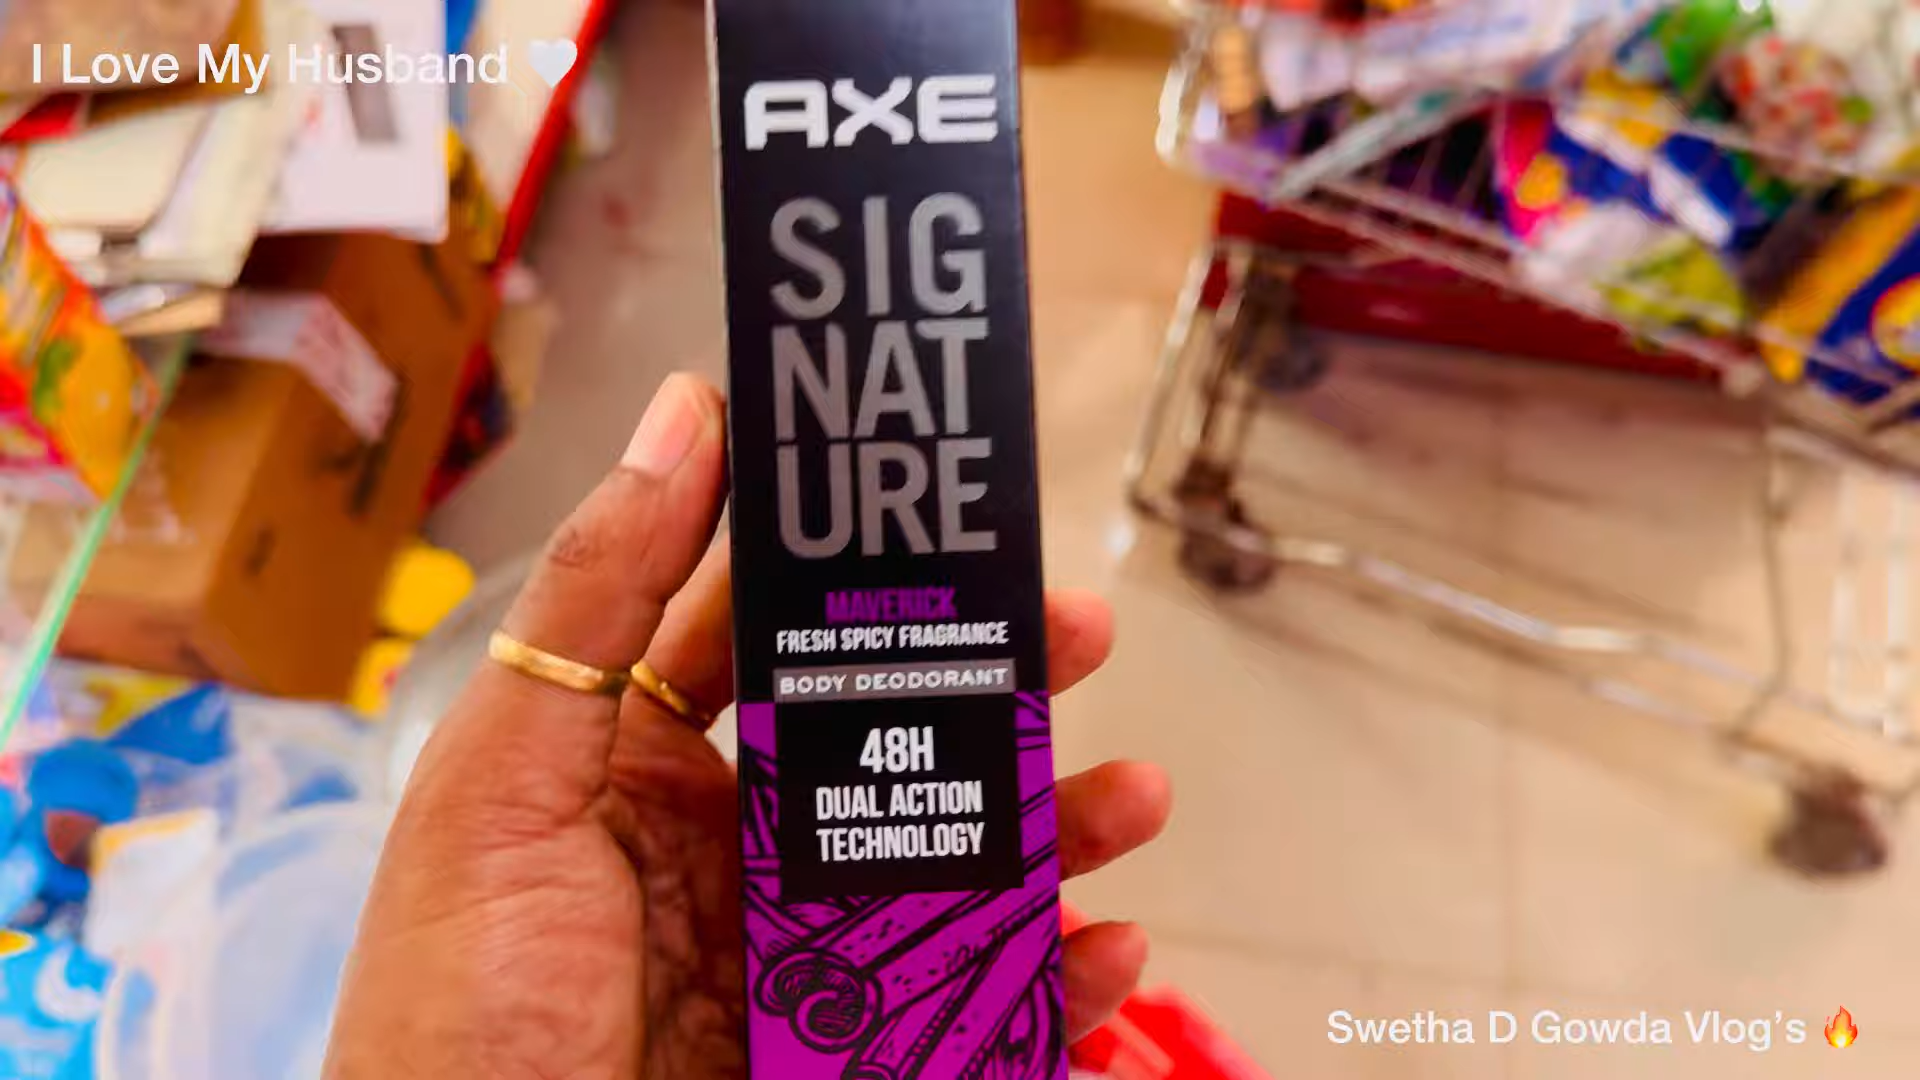 I Love My Husband 🤍
AXE
SIG
NAT
URE
MAVERICK
FRESH SPICY FRAGRANCE
BODY DEODORANT
48H
DUAL ACTION
TECHNOLOGY
Swetha D Gowda Vlog's 🔥